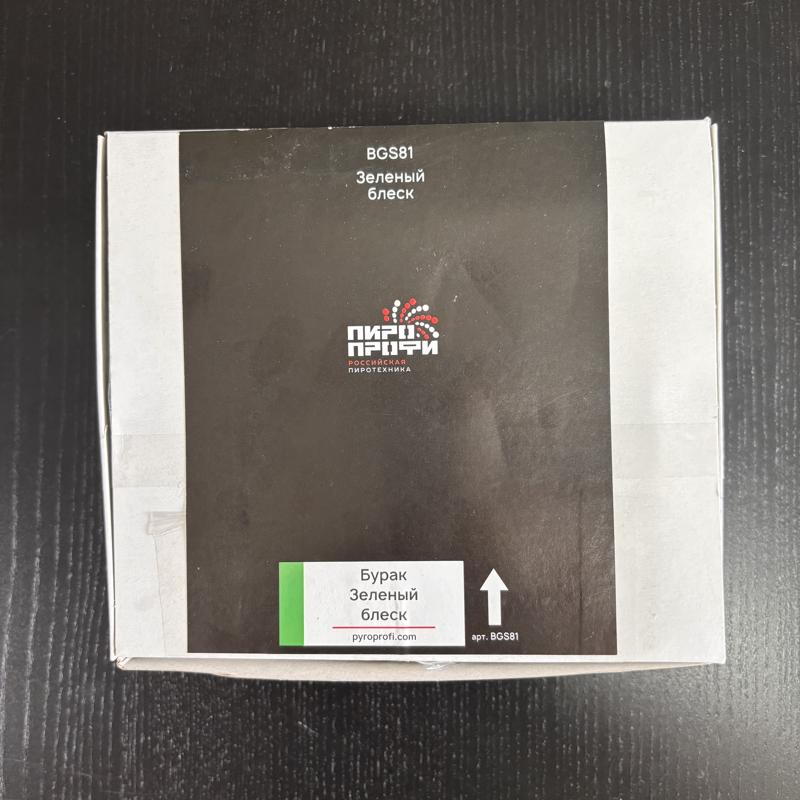 BGS81
Зеленый
блеск
ПИРО
ПРОФИ
РОССИЙСКАЯ
ПИРОТЕХНИКА
Бурак
Зеленый
блеск
pyroprofi.com
арт. BGS81